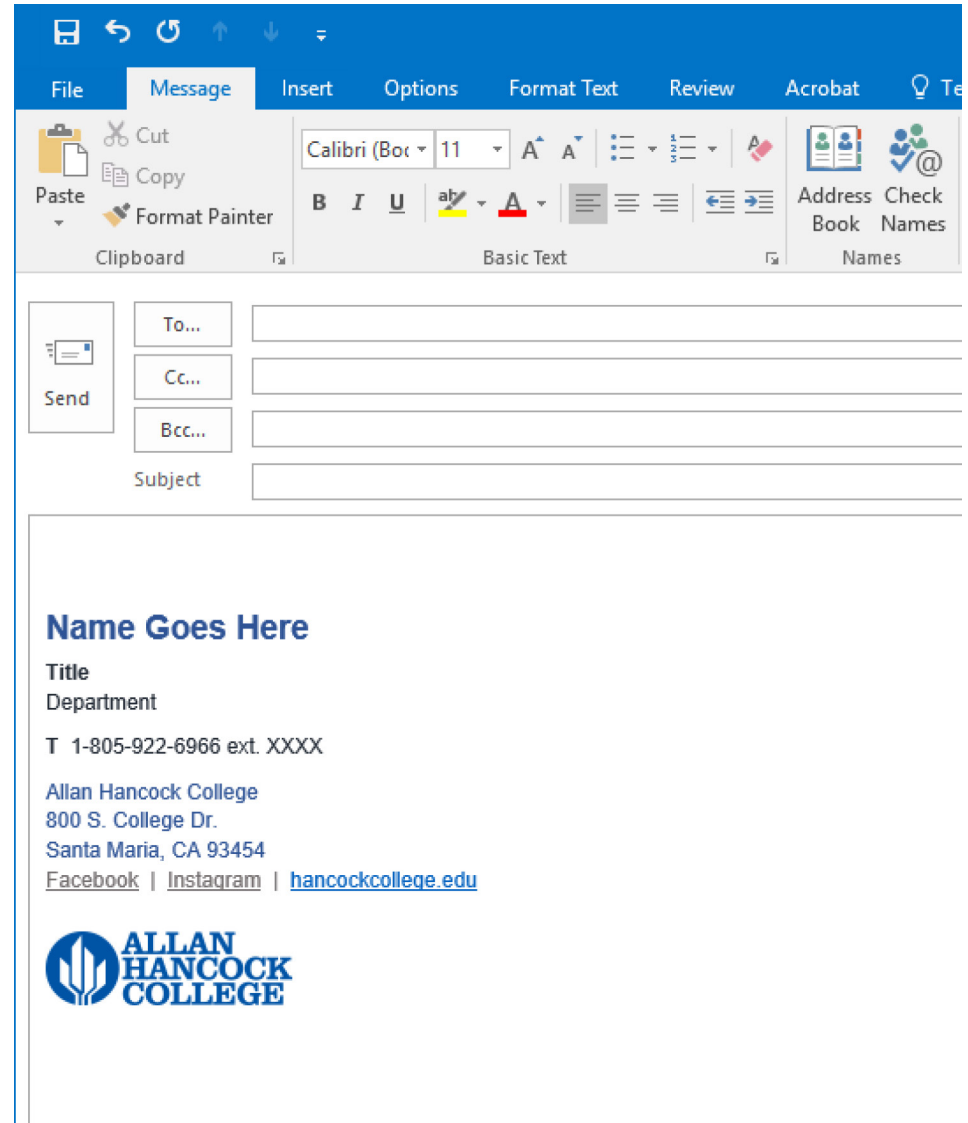 File Message Insert Options Format Text Review Acrobat Te
Cut
Calibri (Boc 11
Copy
Paste
Format Painter
B I U aby A
Address Book
Check Names
Clipboard Basic Text Names
To...
Cc...
Send
Bcc...
Subject
Name Goes Here
Title
Department
T 1-805-922-6966 ext. XXXX
Allan Hancock College
800 S. College Dr.
Santa Maria, CA 93454
Facebook | Instagram | hancockcollege.edu
ALLAN
HANCOCK
COLLEGE